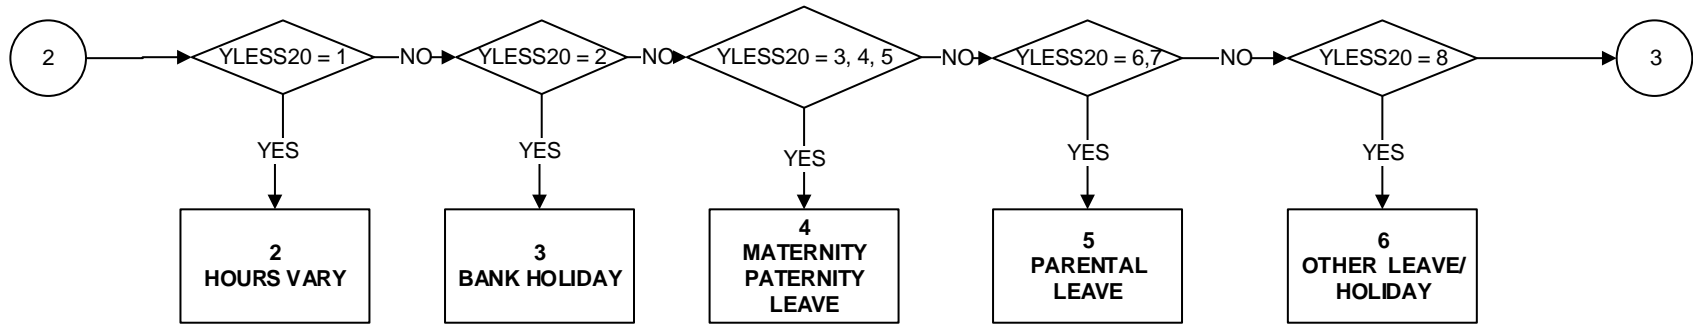 2
YLESS20 = 1
NO
YLESS20 = 2
NO
YLESS20 = 3, 4, 5
NO
YLESS20 = 6,7
NO
YLESS20 = 8
3
YES
YES
YES
YES
YES
2
HOURS VARY
3
BANK HOLIDAY
4
MATERNITY
PATERNITY
LEAVE
5
PARENTAL
LEAVE
6
OTHER LEAVE/
HOLIDAY